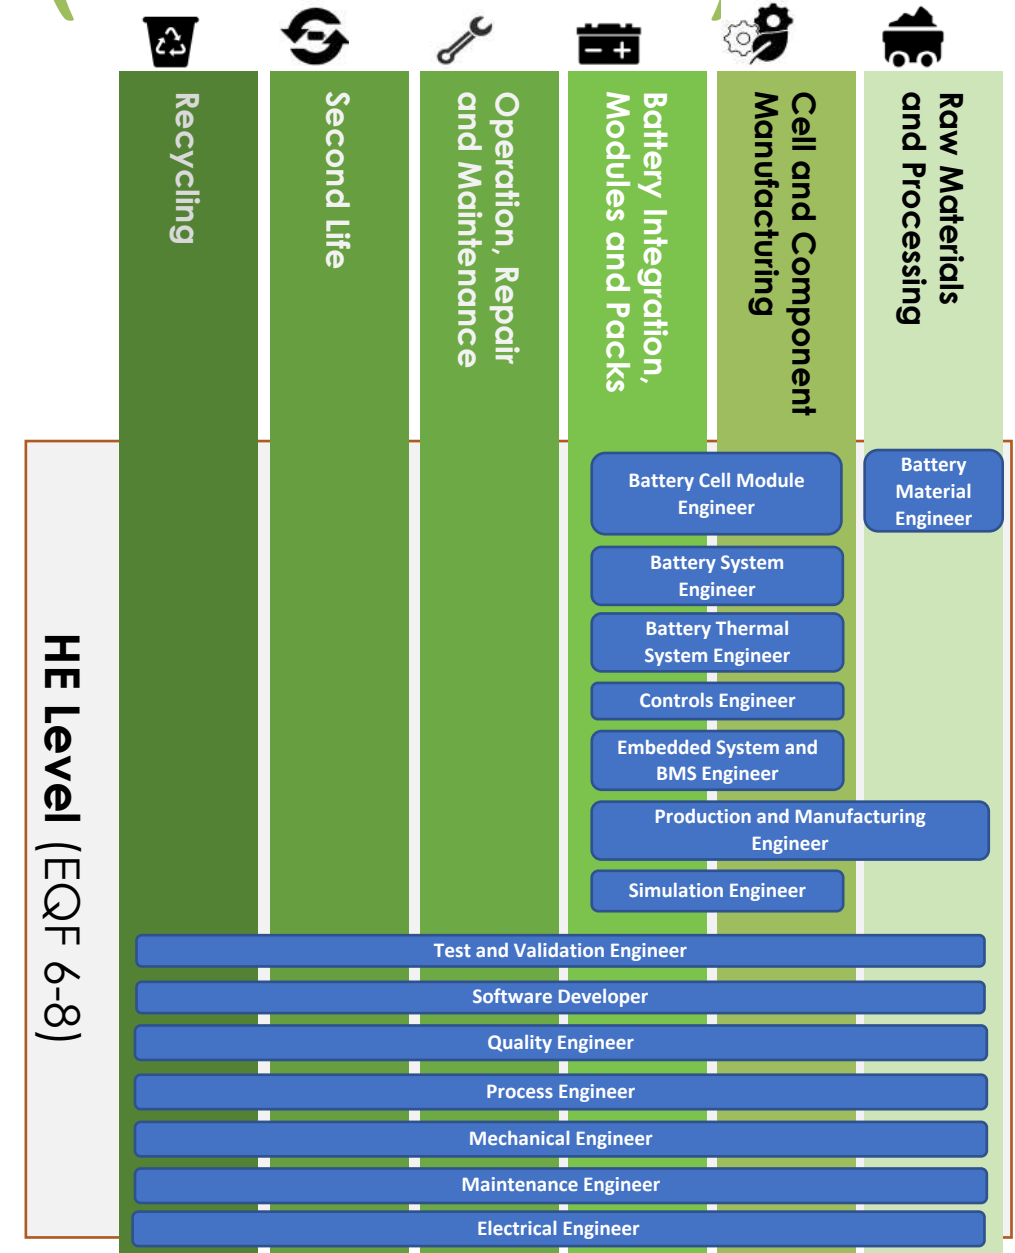 Recycling
Second Life
Operation, Repair
and Maintenance
Battery Integration,
Modules and Packs
Cell and Component
Manufacturing
Raw Materials
and Processing
HE Level (EQF 6-8)
Battery Cell Module
Engineer
Battery
Material
Engineer
Battery System
Engineer
Battery Thermal
System Engineer
Controls Engineer
Embedded System and
BMS Engineer
Production and Manufacturing
Engineer
Simulation Engineer
Test and Validation Engineer
Software Developer
Quality Engineer
Process Engineer
Mechanical Engineer
Maintenance Engineer
Electrical Engineer